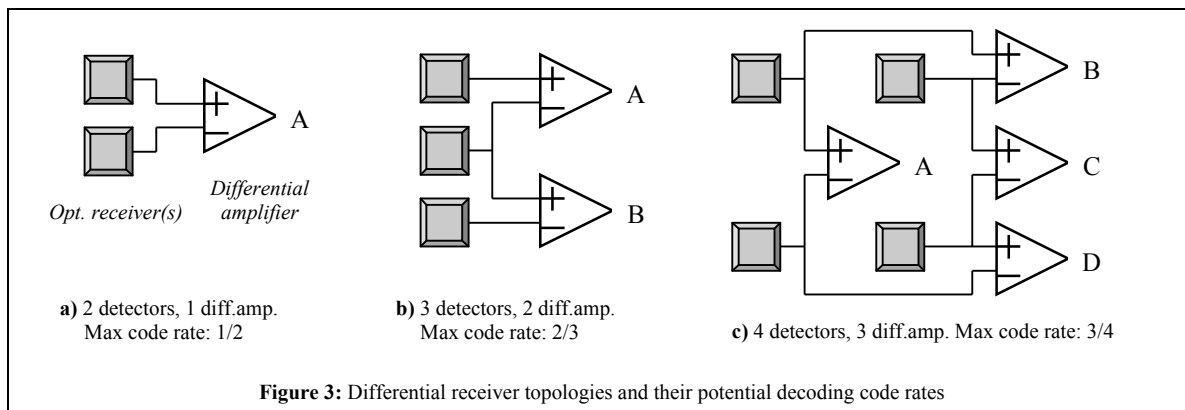 A
Opt. receiver(s)
Differential
amplifier
a) 2 detectors, 1 diff.amp.
Max code rate: 1/2
A
B
b) 3 detectors, 2 diff.amp.
Max code rate: 2/3
B
A
C
D
c) 4 detectors, 3 diff.amp. Max code rate: 3/4
Figure 3: Differential receiver topologies and their potential decoding code rates